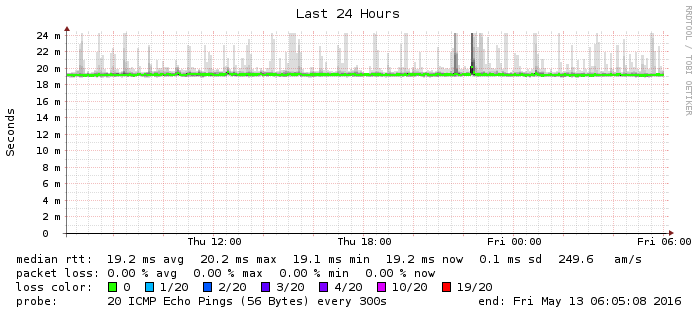 Last 24 Hours
RRDTOOL / TOBI OETIKER
Seconds
24 m
22 m
20 m
18 m
16 m
14 m
12 m
10 m
8 m
6 m
4 m
2 m
0
Thu 12:00 Thu 18:00 Fri 00:00 Fri 06:00
median rtt: 19.2 ms avg 20.2 ms max 19.1 ms min 19.2 ms now 0.1 ms sd 249.6 am/s
packet loss: 0.00 % avg 0.00 % max 0.00 % min 0.00 % now
loss color: 0 1/20 2/20 3/20 4/20 10/20 19/20
probe: 20 ICMP Echo Pings (56 Bytes) every 300s end: Fri May 13 06:05:08 2016